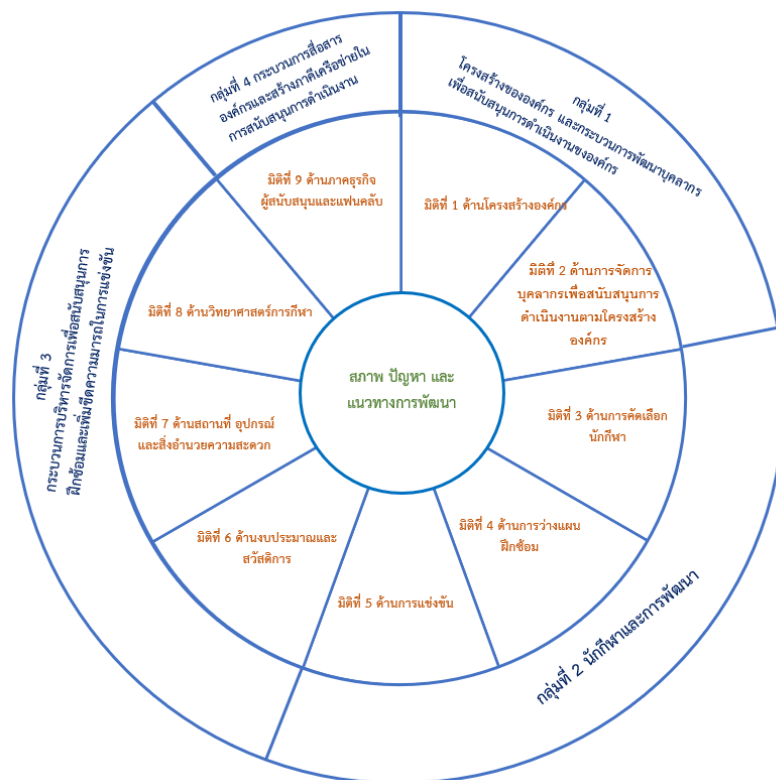 กลุ่มที่ 1
โครงสร้างขององค์กร และกระบวนการพัฒนาบุคลากร
เพื่อสนับสนุนการดำเนินงานขององค์กร
กลุ่มที่ 4 กระบวนการสื่อสาร
องค์กรและสร้างภาคีเครือข่ายใน
การสนับสนุนการดำเนินงาน
มิติที่ 9 ด้านภาคธุรกิจ
ผู้สนับสนุนและแฟนคลับ
มิติที่ 1 ด้านโครงสร้างองค์กร
มิติที่ 2 ด้านการจัดการ
บุคลากรเพื่อสนับสนุนการ
ดำเนินงานตามโครงสร้าง
องค์กร
มิติที่ 8 ด้านวิทยาศาสตร์การกีฬา
สภาพ ปัญหา และ
แนวทางการพัฒนา
มิติที่ 3 ด้านการคัดเลือก
นักกีฬา
มิติที่ 7 ด้านสถานที่ อุปกรณ์
และสิ่งอำนวยความสะดวก
มิติที่ 4 ด้านการว่างแผน
ฝึกซ้อม
มิติที่ 6 ด้านงบประมาณและ
สวัสดิการ
มิติที่ 5 ด้านการแข่งขัน
กลุ่มที่ 3
กระบวนการบริหารจัดการเพื่อสนับสนุนการ
ฝึกซ้อมและเพิ่มขีดความมารถในการแข่งขัน
กลุ่มที่ 2 นักกีฬาและการพัฒนา